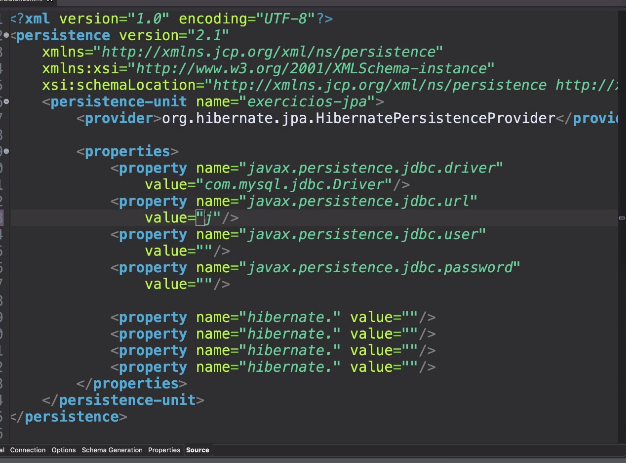 <?xml version="1.0" encoding="UTF-8"?>
<persistence version="2.1"
xmlns="http://xmlns.jcp.org/xml/ns/persistence"
xmlns:xsi="http://www.w3.org/2001/XMLSchema-instance"
xsi:schemaLocation="http://xmlns.jcp.org/xml/ns/persistence http://
<persistence-unit name="exercicios-jpa">
<provider>org.hibernate.jpa.HibernatePersistenceProvider</provi
<properties>
<property name="javax.persistence.jdbc.driver"
value="com.mysql.jdbc.Driver"/>
<property name="javax.persistence.jdbc.url"
value="j"/>
<property name="javax.persistence.jdbc.user"
value=""/>
<property name="javax.persistence.jdbc.password"
value=""/>
<property name="hibernate." value=""/>
<property name="hibernate." value=""/>
<property name="hibernate." value=""/>
<property name="hibernate." value=""/>
</properties>
</persistence-unit>
</persistence>
Connection Options Schema Generation Properties Source